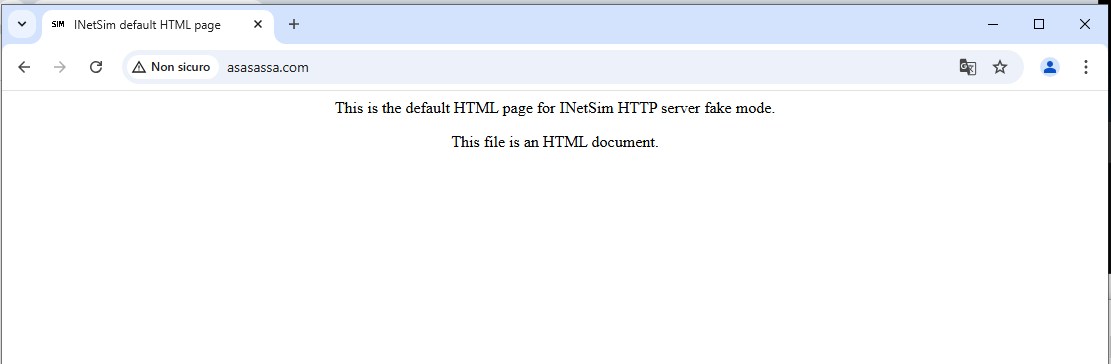 SIM INetSim default HTML page
Non sicuro asasassa.com
This is the default HTML page for INetSim HTTP server fake mode.
This file is an HTML document.